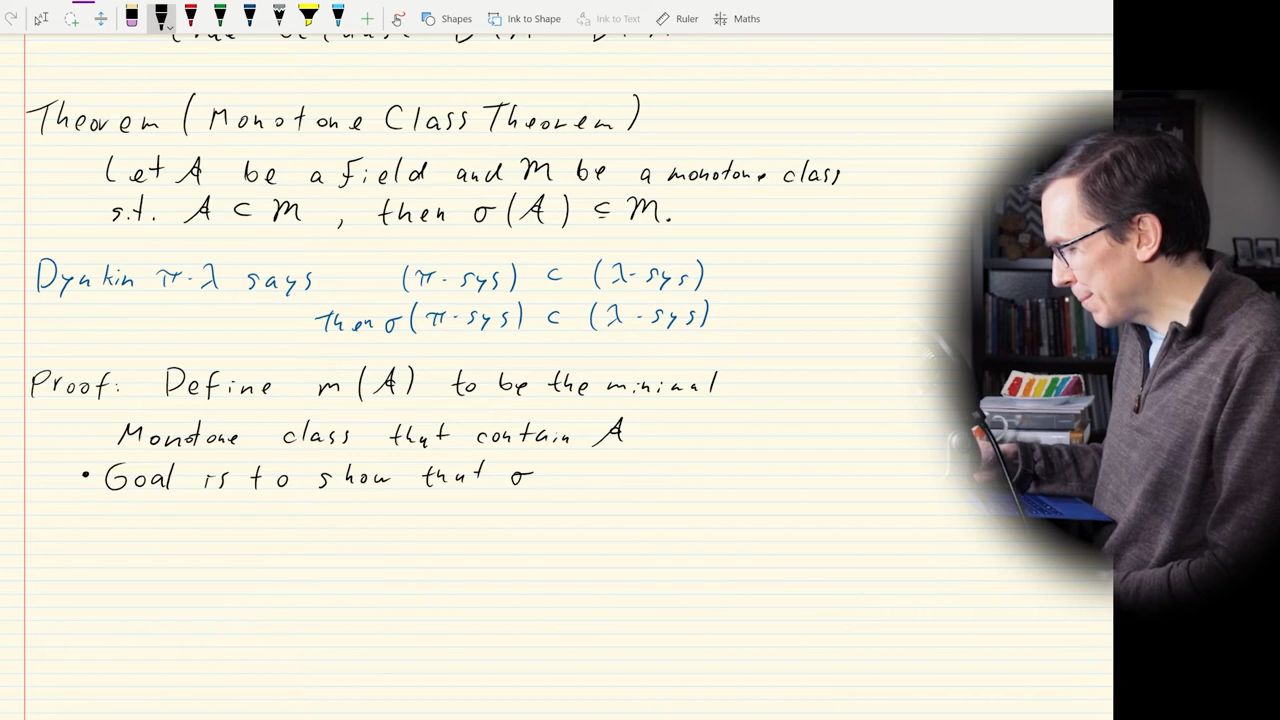 Shapes Ink to Shape Ink to Text Ruler Maths
Theorem (Monotone Class Theorem)
Let A be a field and M be a monotone class
s.t. A ⊂ M , then σ(A) ⊆ M.
Dynkin π-λ says (π-sys) ⊂ (λ-sys)
then σ(π-sys) ⊂ (λ-sys)
Proof: Define m(A) to be the minimal
Monotone class that contain A
• Goal is to show that σ